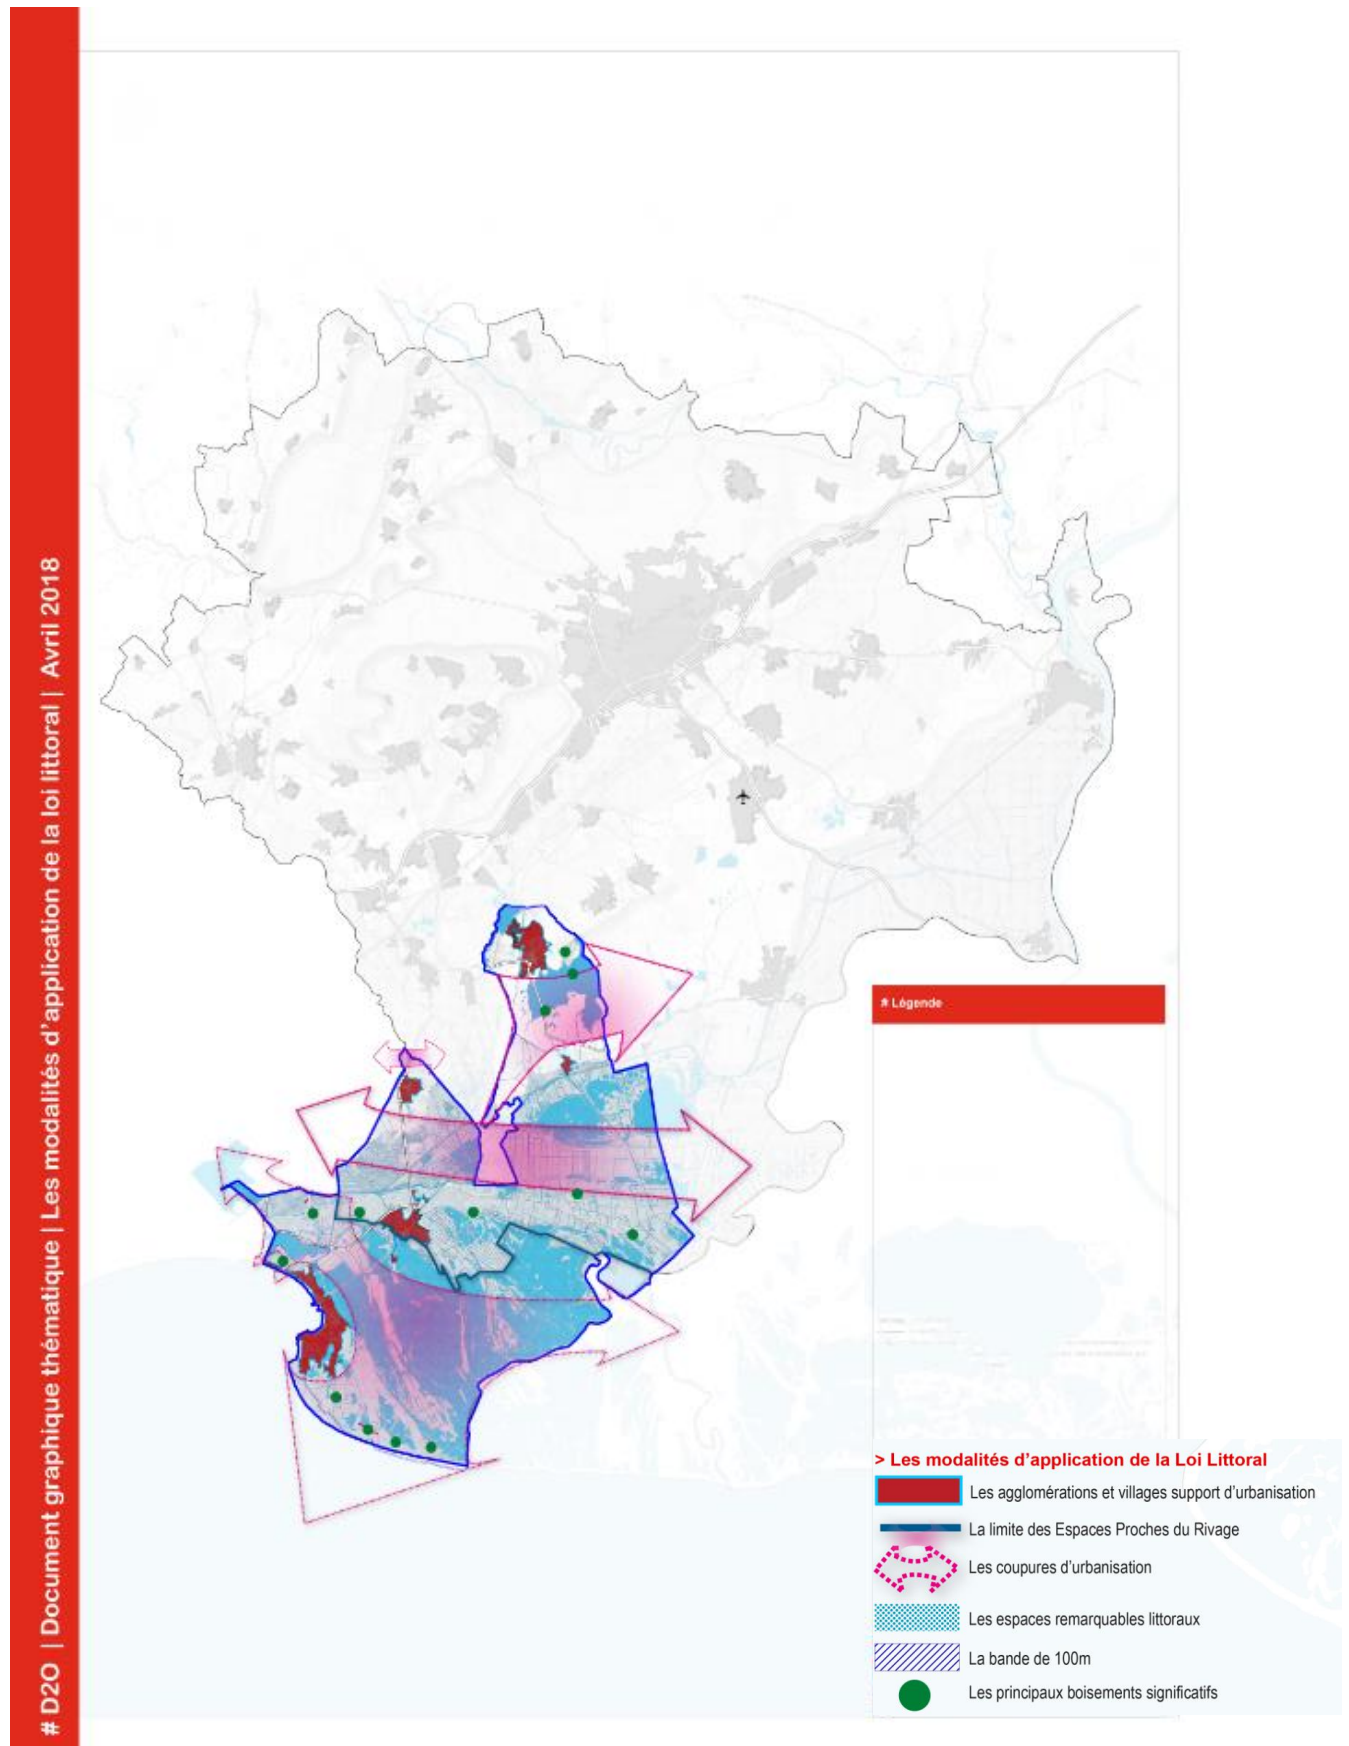 # D2O | Document graphique thématique | Les modalités d'application de la loi littoral | Avril 2018
# Légende
> Les modalités d'application de la Loi Littoral
Les agglomérations et villages support d'urbanisation
La limite des Espaces Proches du Rivage
Les coupures d'urbanisation
Les espaces remarquables littoraux
La bande de 100m
Les principaux boisements significatifs